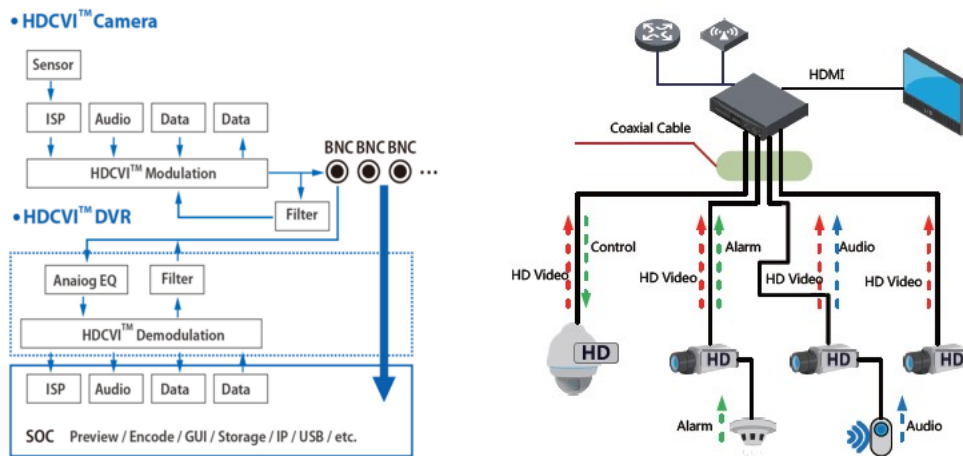 • HDCVI™ Camera
Sensor
ISP Audio Data Data
BNC BNC BNC
HDCVI™ Modulation
...
Filter
• HDCVI™ DVR
Anaiog EQ Filter
HDCVI™ Demodulation
ISP Audio Data Data
SOC Preview / Encode / GUI / Storage / IP / USB / etc.
HDMI
Coaxial Cable
Control Alarm Audio
HD Video HD Video HD Video HD Video
HD HD HD HD
Alarm Audio